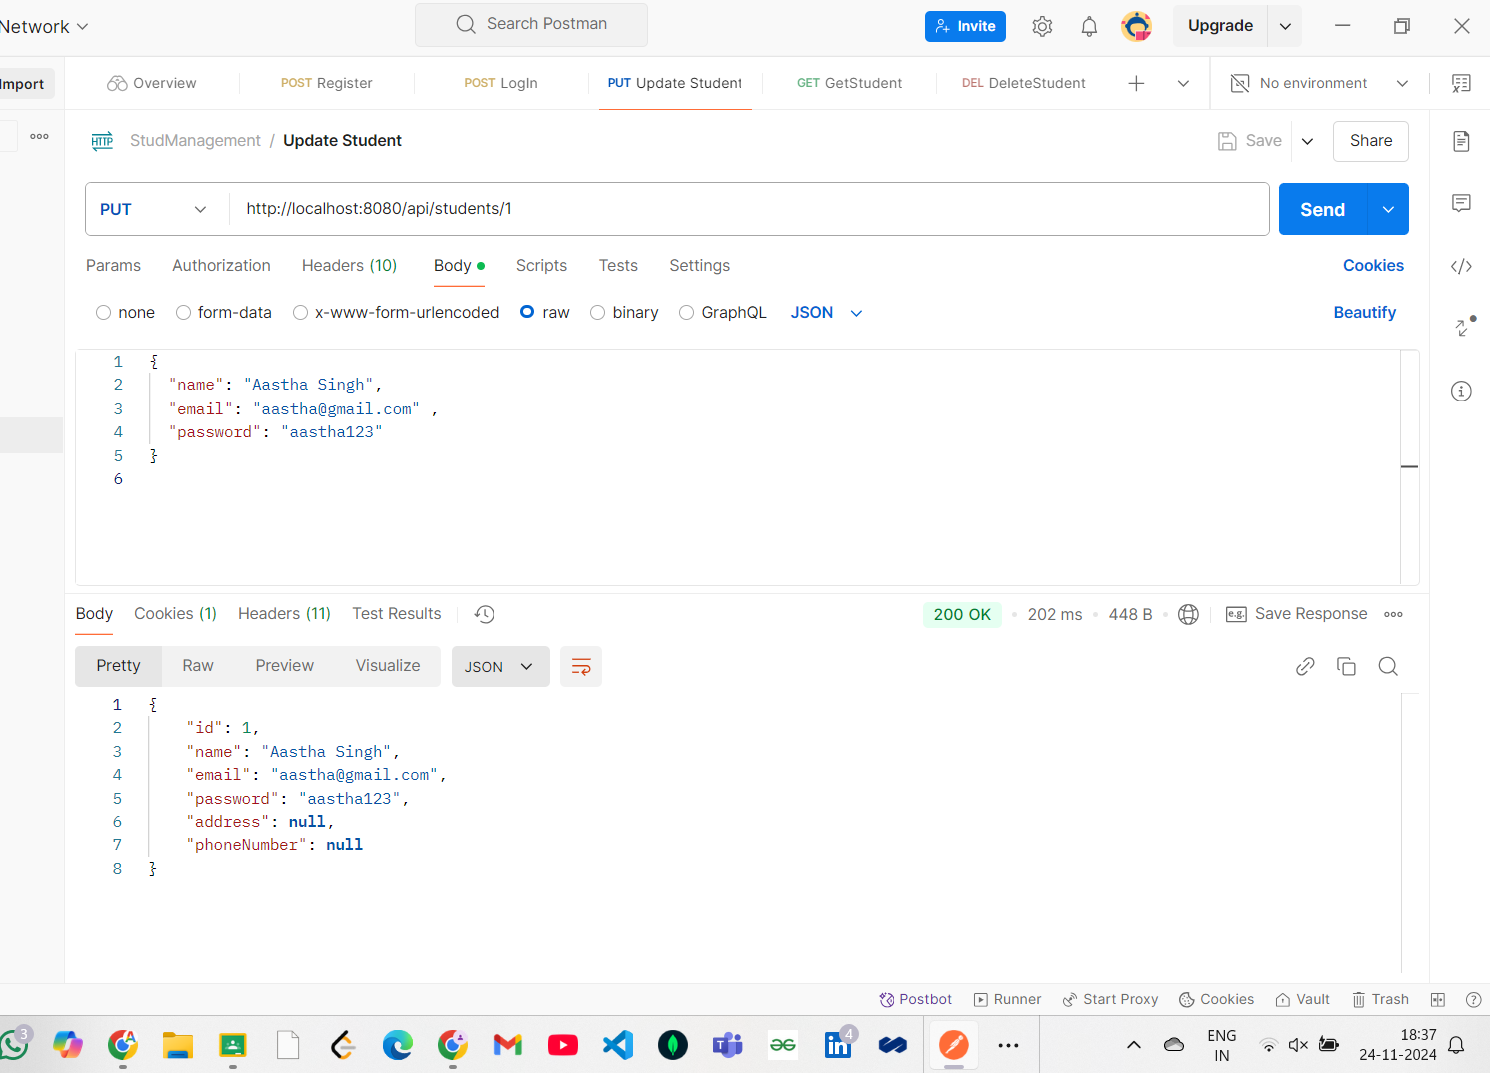 Network
Search Postman
Invite
Upgrade
Import
Overview
POST Register
POST LogIn
PUT Update Student
GET GetStudent
DEL DeleteStudent
No environment
HTTP StudManagement / Update Student
Save
Share
PUT
http://localhost:8080/api/students/1
Send
Params
Authorization
Headers (10)
Body
Scripts
Tests
Settings
Cookies
none
form-data
x-www-form-urlencoded
raw
binary
GraphQL
JSON
Beautify
1 {
2 "name": "Aastha Singh",
3 "email": "aastha@gmail.com" ,
4 "password": "aastha123"
5 }
6
Body
Cookies (1)
Headers (11)
Test Results
200 OK
202 ms
448 B
e.g. Save Response
Pretty
Raw
Preview
Visualize
JSON
1 {
2 "id": 1,
3 "name": "Aastha Singh",
4 "email": "aastha@gmail.com",
5 "password": "aastha123",
6 "address": null,
7 "phoneNumber": null
8 }
Postbot
Runner
Start Proxy
Cookies
Vault
Trash
3
4
ENG
IN
18:37
24-11-2024